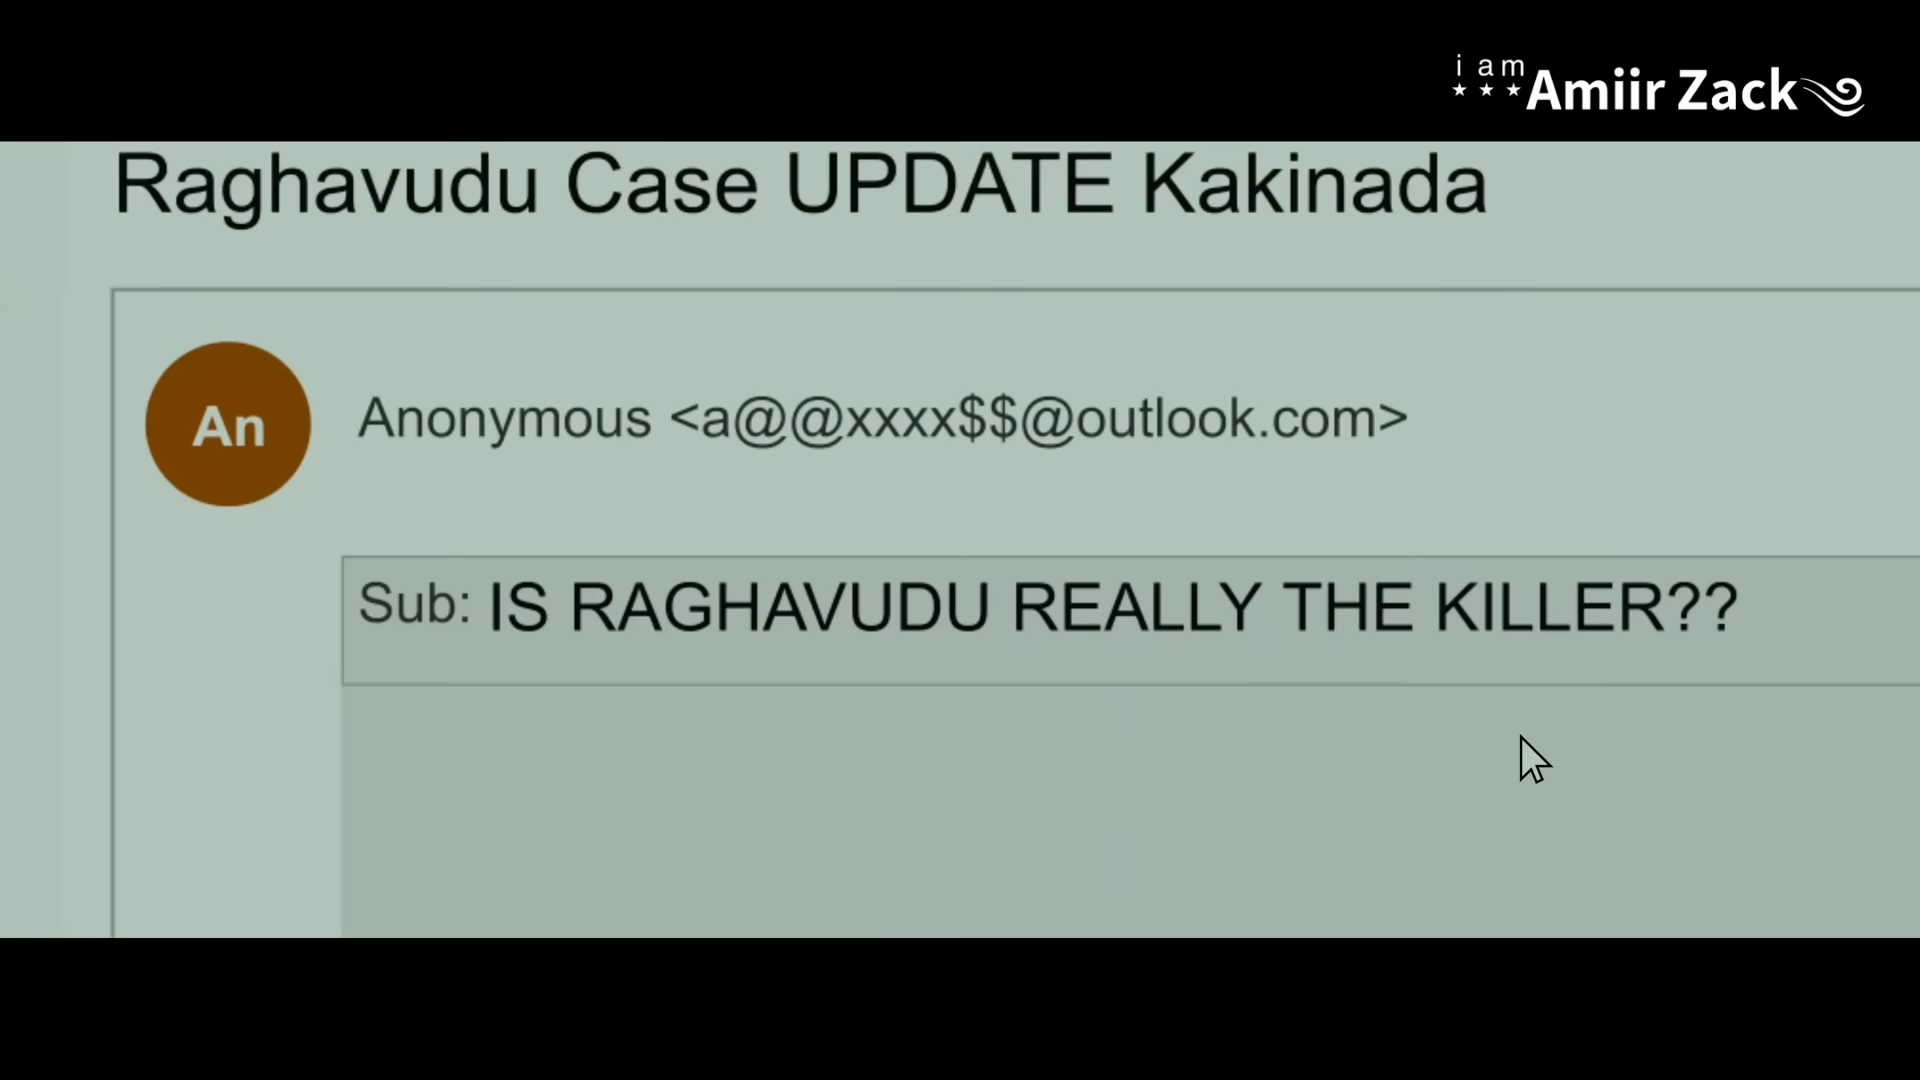 i am
Amiir Zack
Raghavudu Case UPDATE Kakinada
An
Anonymous <a@@xxxx$$@outlook.com>
Sub: IS RAGHAVUDU REALLY THE KILLER??